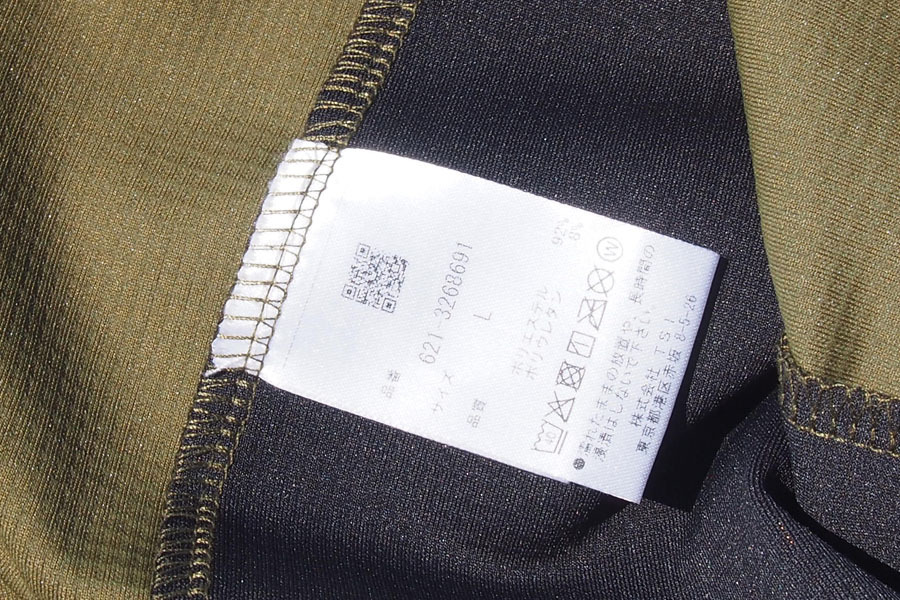 品番 621-3268691
サイズ L
品質 ポリエステル 92%
ポリウレタン 8%
40
W
●濡れたままの放置や、長時間の
浸漬はしないで下さい。
株式会社 TSI
東京都港区赤坂 8-5-26